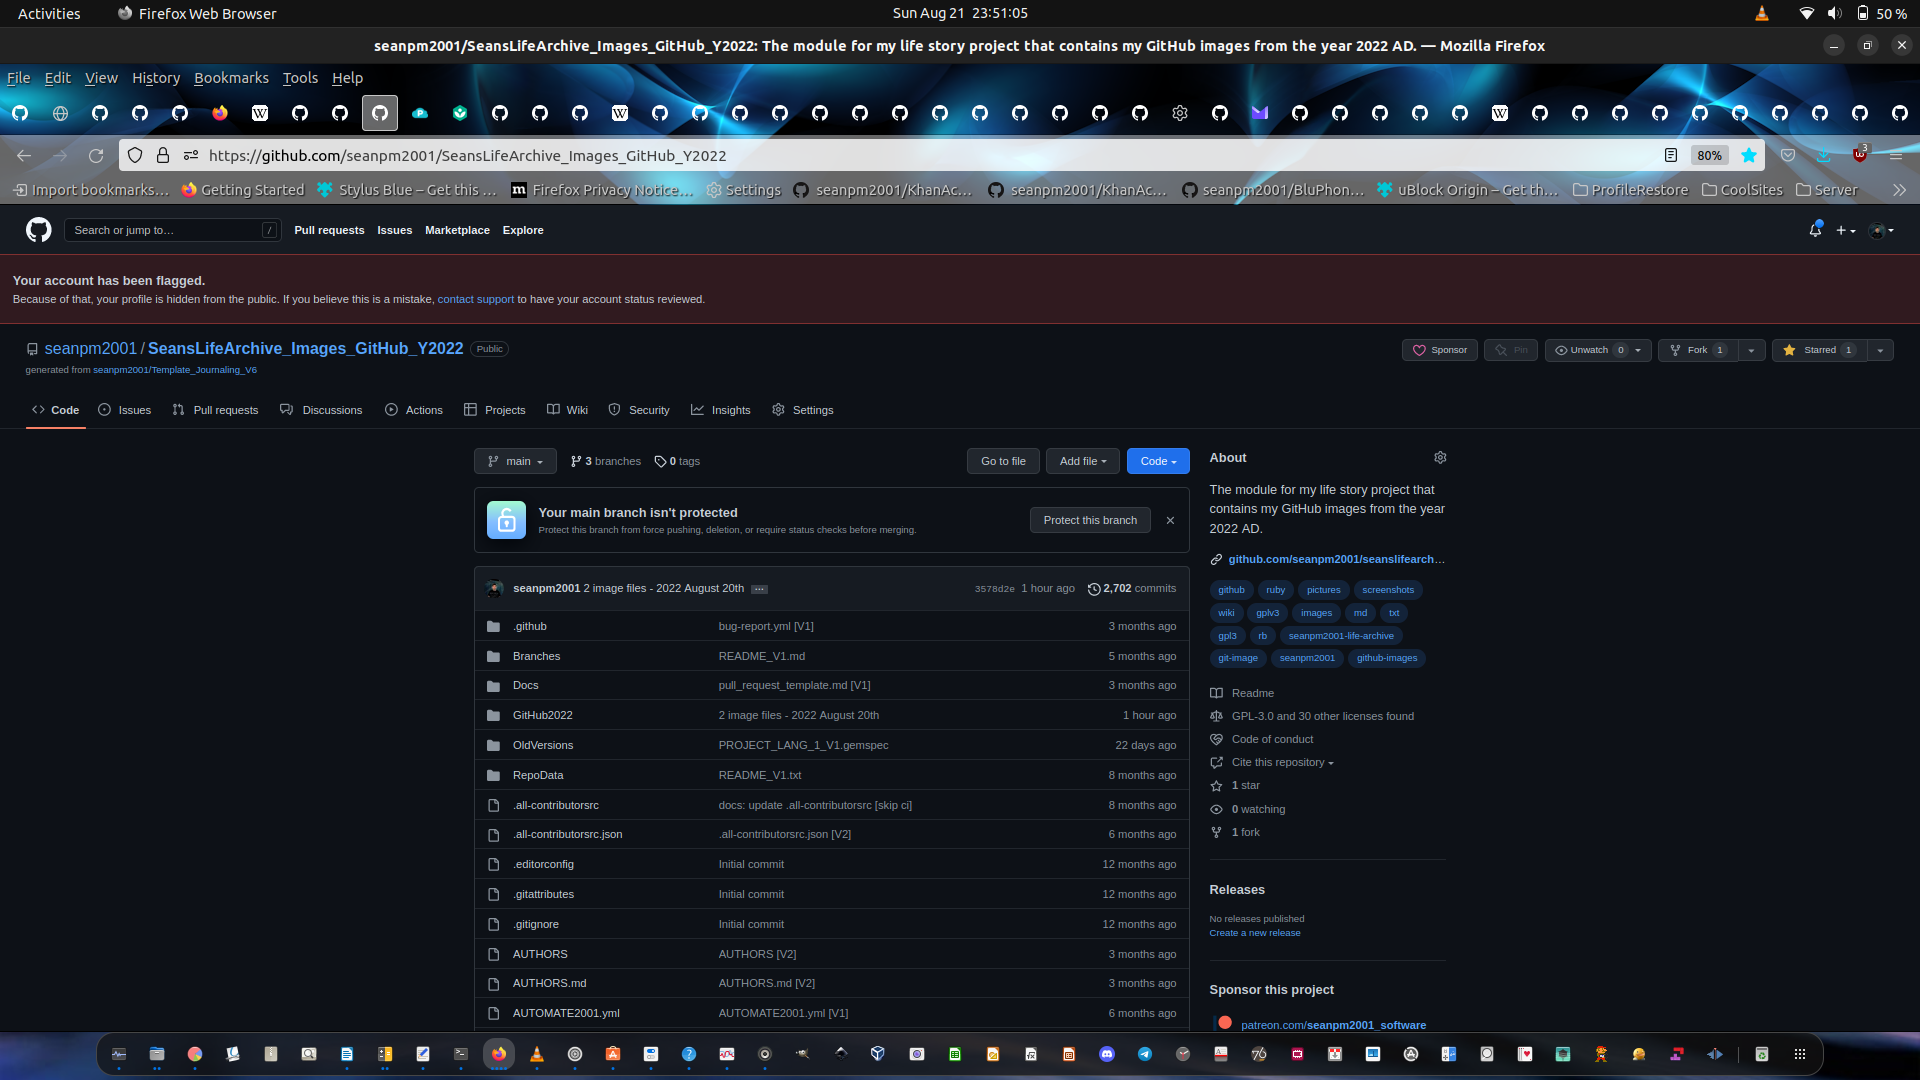 Activities Firefox Web Browser Sun Aug 21 23:51:05 50 %
seanpm2001/SeansLifeArchive_Images_GitHub_Y2022: The module for my life story project that contains my GitHub images from the year 2022 AD. — Mozilla Firefox
File Edit View History Bookmarks Tools Help
https://github.com/seanpm2001/SeansLifeArchive_Images_GitHub_Y2022 80% 3
Import bookmarks… Getting Started Stylus Blue – Get this … Firefox Privacy Notice… Settings seanpm2001/KhanAc… seanpm2001/KhanAc… seanpm2001/BluPhon… uBlock Origin – Get th… ProfileRestore CoolSites Server
Search or jump to… / Pull requests Issues Marketplace Explore
Your account has been flagged.
Because of that, your profile is hidden from the public. If you believe this is a mistake, contact support to have your account status reviewed.
seanpm2001 / SeansLifeArchive_Images_GitHub_Y2022 Public Sponsor Pin Unwatch 0 Fork 1 Starred 1
generated from seanpm2001/Template_Journaling_V6
Code Issues Pull requests Discussions Actions Projects Wiki Security Insights Settings
main 3 branches 0 tags Go to file Add file Code
Your main branch isn't protected
Protect this branch from force pushing, deletion, or require status checks before merging.
Protect this branch
seanpm2001 2 image files - 2022 August 20th … 3578d2e 1 hour ago 2,702 commits
.github bug-report.yml [V1] 3 months ago
Branches README_V1.md 5 months ago
Docs pull_request_template.md [V1] 3 months ago
GitHub2022 2 image files - 2022 August 20th 1 hour ago
OldVersions PROJECT_LANG_1_V1.gemspec 22 days ago
RepoData README_V1.txt 8 months ago
.all-contributorsrc docs: update .all-contributorsrc [skip ci] 8 months ago
.all-contributorsrc.json .all-contributorsrc.json [V2] 6 months ago
.editorconfig Initial commit 12 months ago
.gitattributes Initial commit 12 months ago
.gitignore Initial commit 12 months ago
AUTHORS AUTHORS [V2] 3 months ago
AUTHORS.md AUTHORS.md [V2] 3 months ago
AUTOMATE2001.yml AUTOMATE2001.yml [V1] 6 months ago
About
The module for my life story project that
contains my GitHub images from the year
2022 AD.
github.com/seanpm2001/seanslifearch…
github ruby pictures screenshots
wiki gplv3 images md txt
gpl3 rb seanpm2001-life-archive
git-image seanpm2001 github-images
Readme
GPL-3.0 and 30 other licenses found
Code of conduct
Cite this repository
1 star
0 watching
1 fork
Releases
No releases published
Create a new release
Sponsor this project
patreon.com/seanpm2001_software